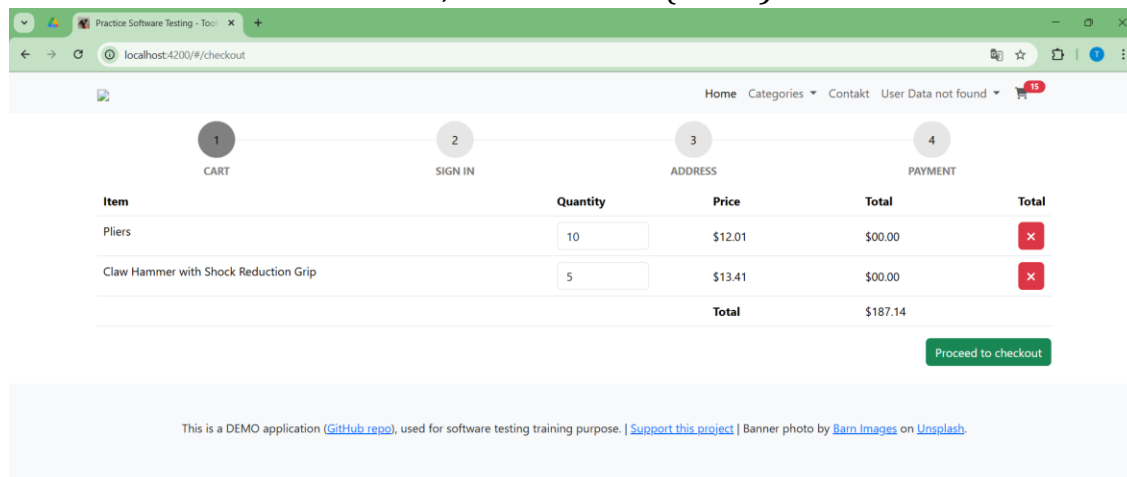 Practice Software Testing - Tool
localhost:4200/#/checkout
Home Categories Contakt User Data not found 15
1 2 3 4
CART SIGN IN ADDRESS PAYMENT
Item Quantity Price Total Total
Pliers 10 $12.01 $00.00
Claw Hammer with Shock Reduction Grip 5 $13.41 $00.00
Total $187.14
Proceed to checkout
This is a DEMO application (GitHub repo), used for software testing training purpose. | Support this project | Banner photo by Barn Images on Unsplash.